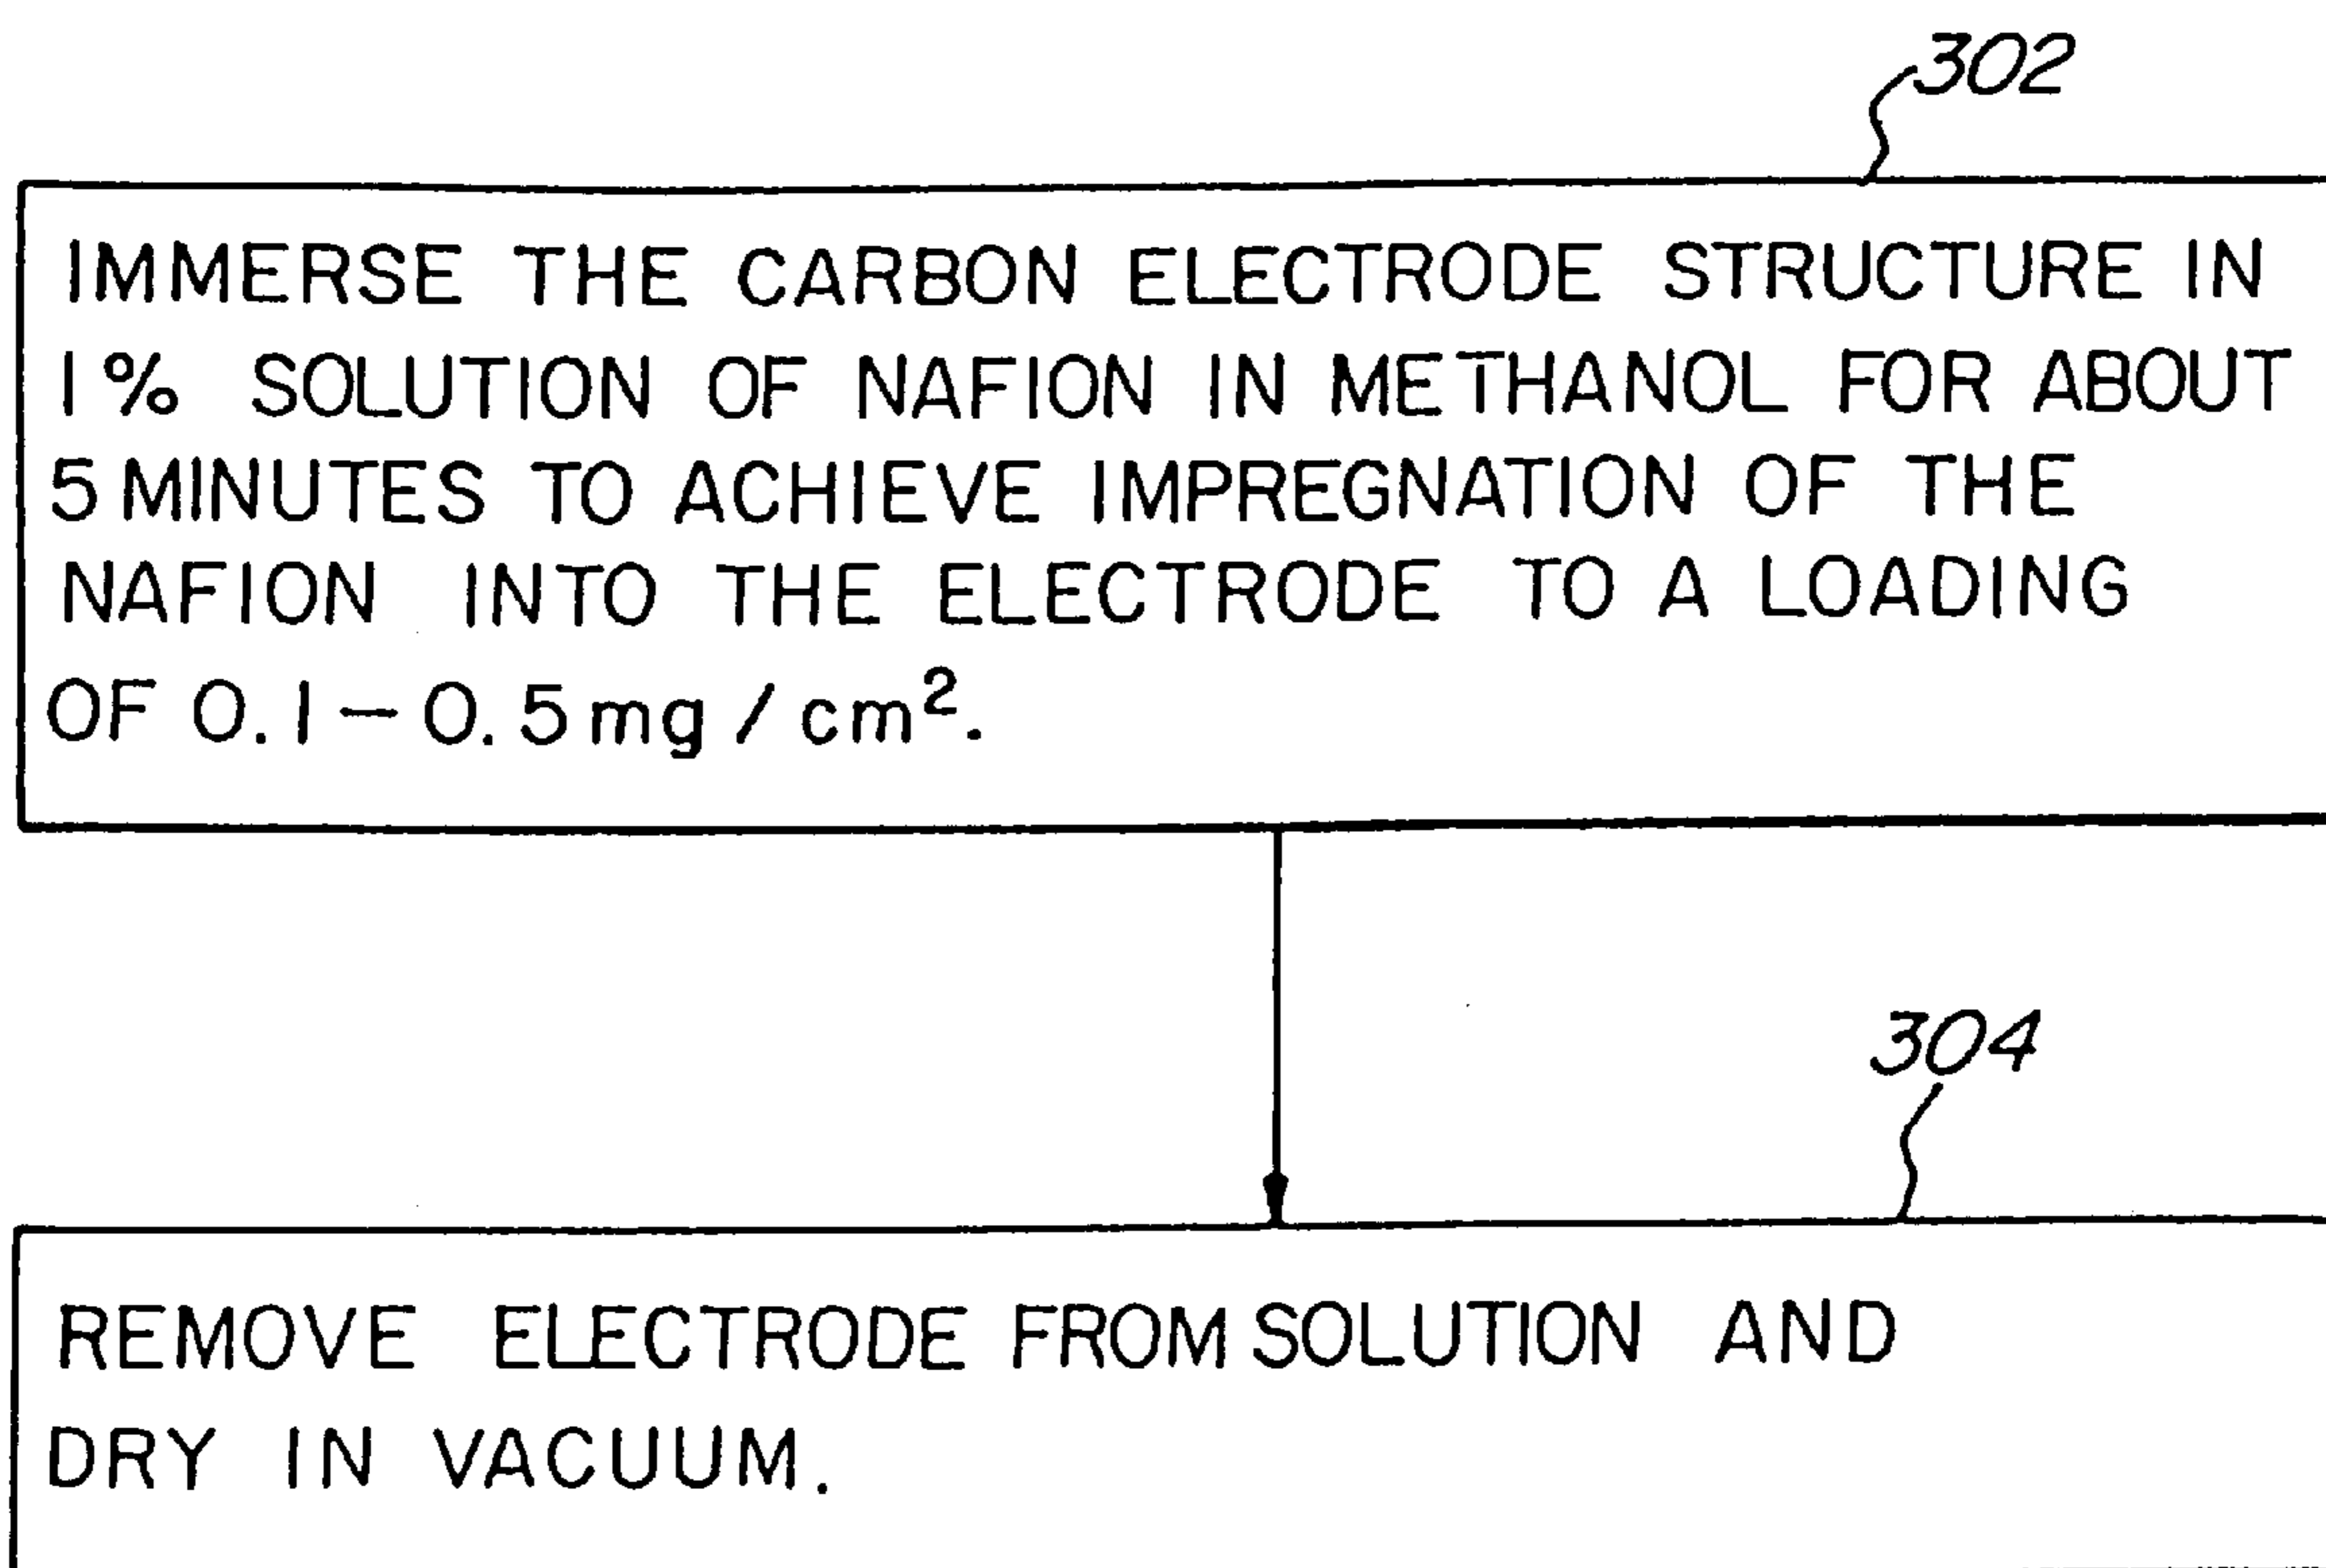 302
IMMERSE THE CARBON ELECTRODE STRUCTURE IN
1% SOLUTION OF NAFION IN METHANOL FOR ABOUT
5 MINUTES TO ACHIEVE IMPREGNATION OF THE
NAFION INTO THE ELECTRODE TO A LOADING
OF 0.1–0.5 mg/cm².
304
REMOVE ELECTRODE FROM SOLUTION AND
DRY IN VACUUM.